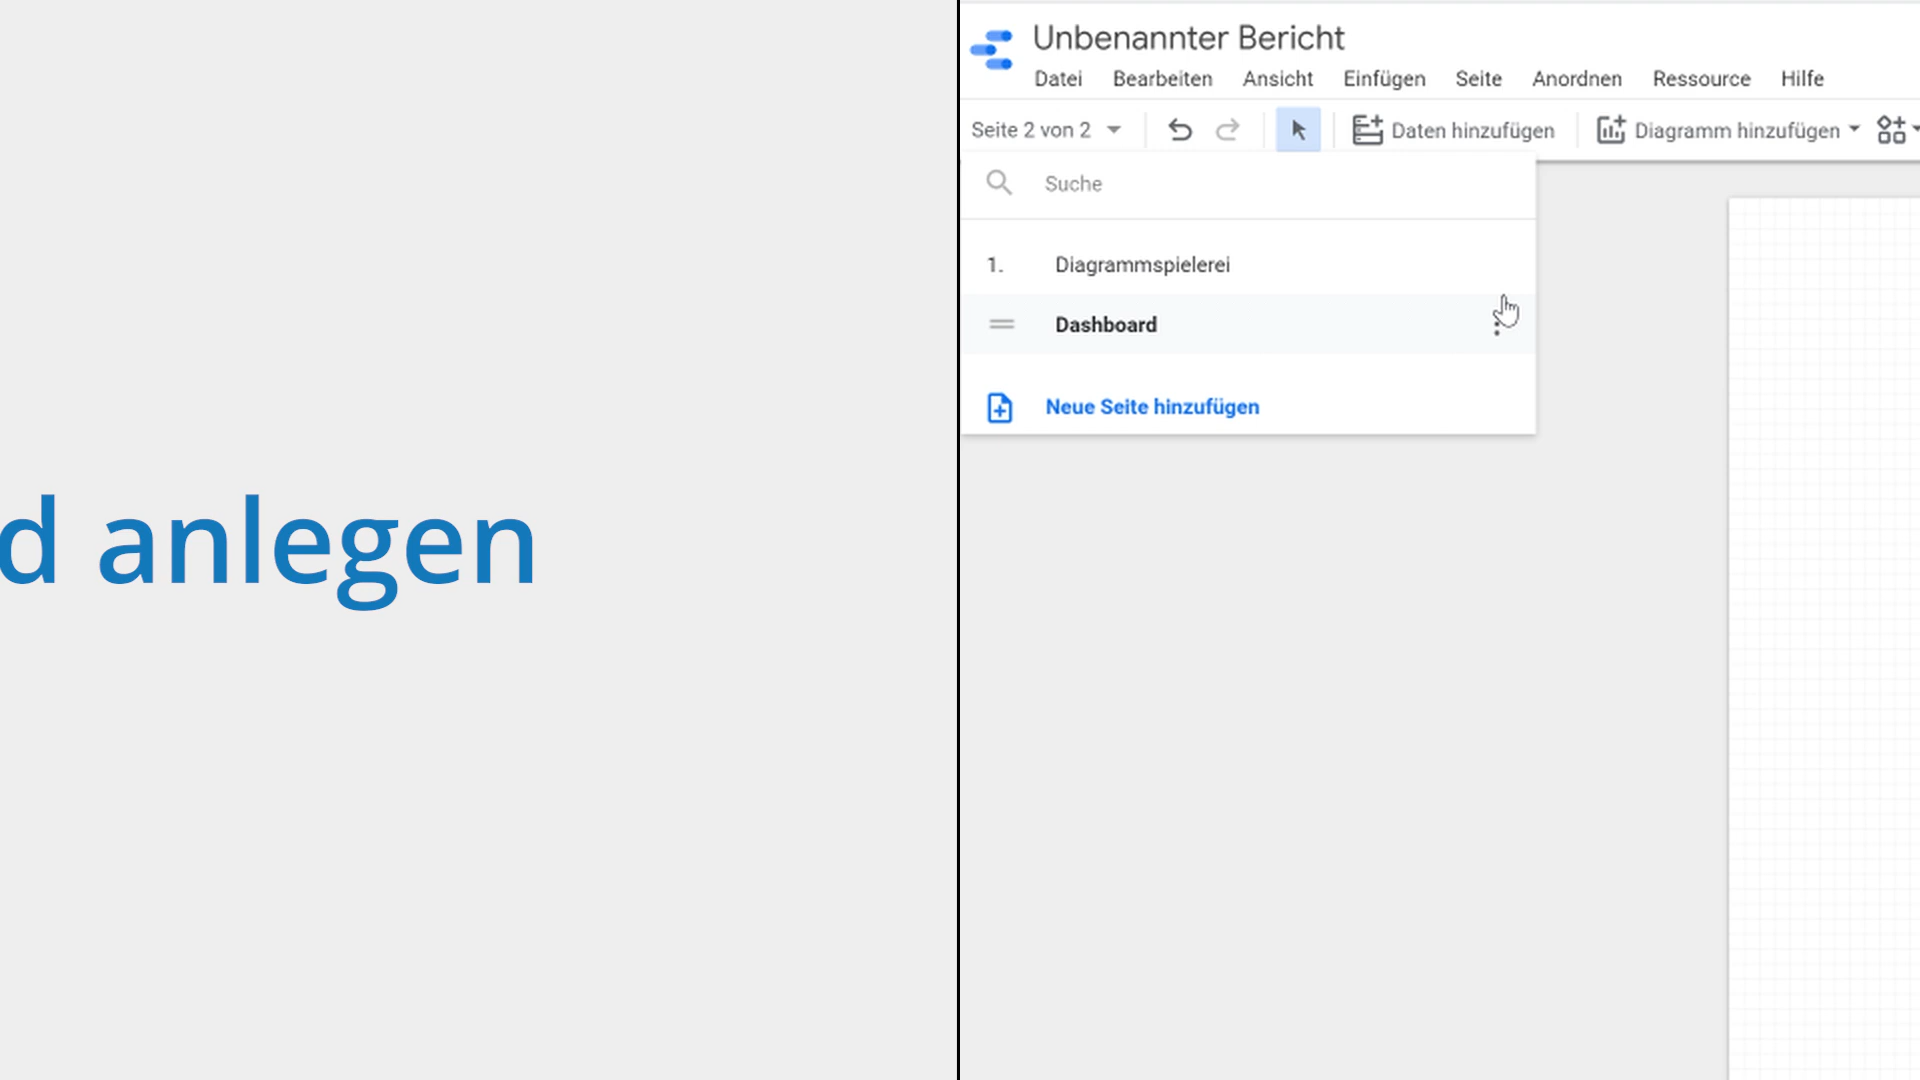 d anlegen
Unbenannter Bericht
Datei Bearbeiten Ansicht Einfügen Seite Anordnen Ressource Hilfe
Seite 2 von 2 Daten hinzufügen Diagramm hinzufügen
Suche
1. Diagrammspielerei
Dashboard
Neue Seite hinzufügen